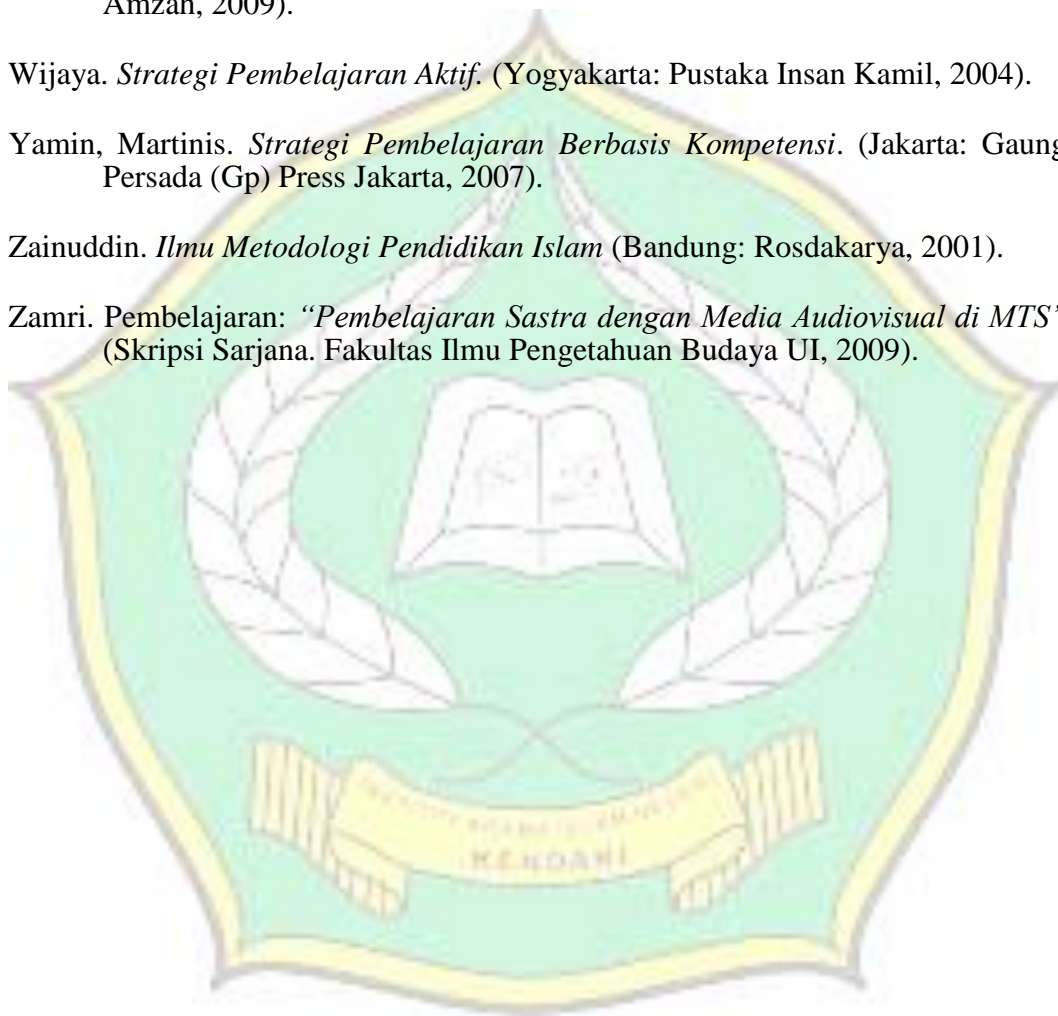 Amzah, 2009).
Wijaya. Strategi Pembelajaran Aktif. (Yogyakarta: Pustaka Insan Kamil, 2004).
Yamin, Martinis. Strategi Pembelajaran Berbasis Kompetensi. (Jakarta: Gaung
Persada (Gp) Press Jakarta, 2007).
Zainuddin. Ilmu Metodologi Pendidikan Islam (Bandung: Rosdakarya, 2001).
Zamri. Pembelajaran: “Pembelajaran Sastra dengan Media Audiovisual di MTS”
(Skripsi Sarjana. Fakultas Ilmu Pengetahuan Budaya UI, 2009).
KENDARI